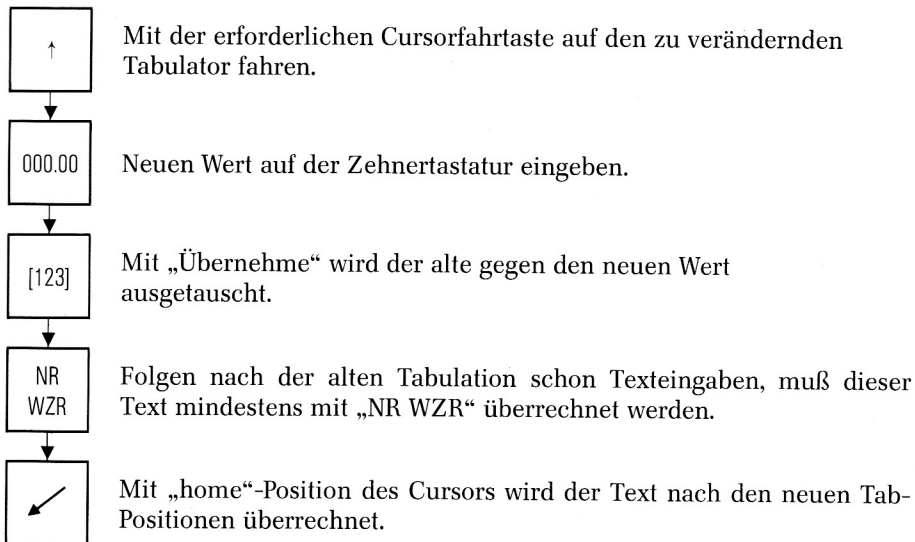 ↑
Mit der erforderlichen Cursorfahrtaste auf den zu verändernden
Tabulator fahren.
000.00
Neuen Wert auf der Zehnertastatur eingeben.
[123]
Mit „Übernehme“ wird der alte gegen den neuen Wert
ausgetauscht.
NR
WZR
Folgen nach der alten Tabulation schon Texteingaben, muß dieser
Text mindestens mit „NR WZR“ überrechnet werden.
Mit „home“-Position des Cursors wird der Text nach den neuen Tab-
Positionen überrechnet.